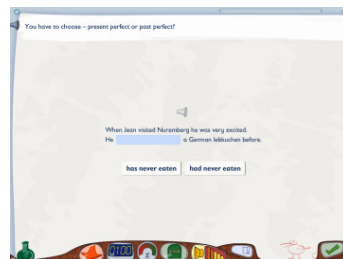 You have to choose – present perfect or past perfect?
When Jean visited Nuremberg he was very excited.
He a German lebkuchen before.
has never eaten had never eaten